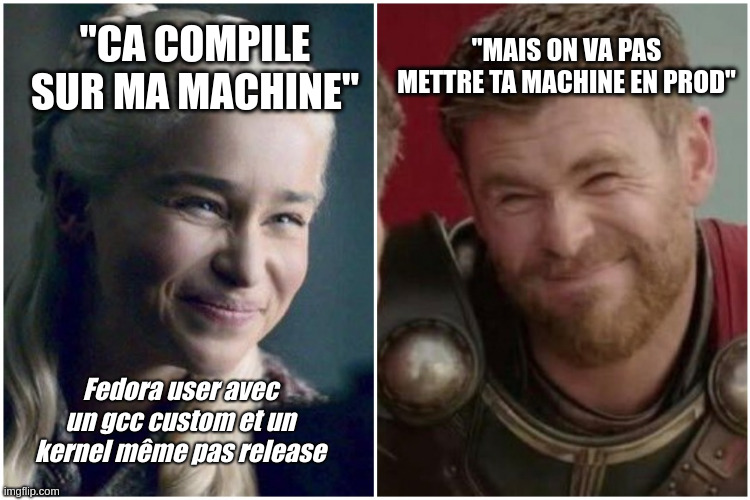 "CA COMPILE
SUR MA MACHINE"
"MAIS ON VA PAS
METTRE TA MACHINE EN PROD"
Fedora user avec
un gcc custom et un
kernel même pas release
imgflip.com